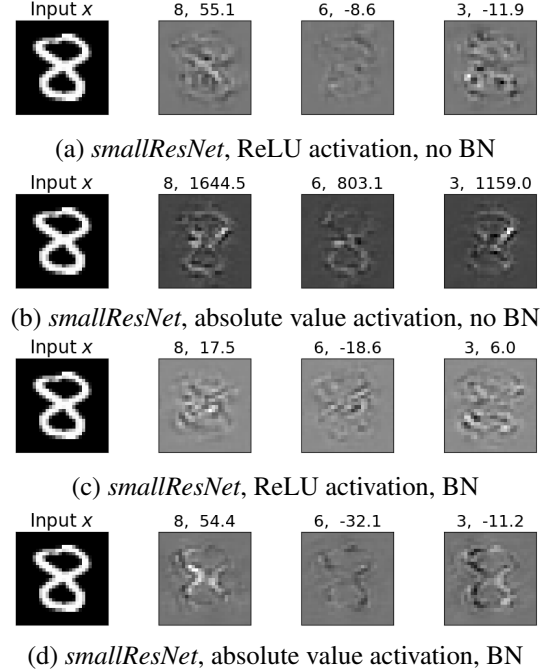 Input x 8, 55.1 6, -8.6 3, -11.9
(a) smallResNet, ReLU activation, no BN
8, 1644.5 6, 803.1 3, 1159.0
(b) smallResNet, absolute value activation, no BN
Input x 8, 17.5 6, -18.6 3, 6.0
(c) smallResNet, ReLU activation, BN
Input x 8, 54.4 6, -32.1 3, -11.2
(d) smallResNet, absolute value activation, BN